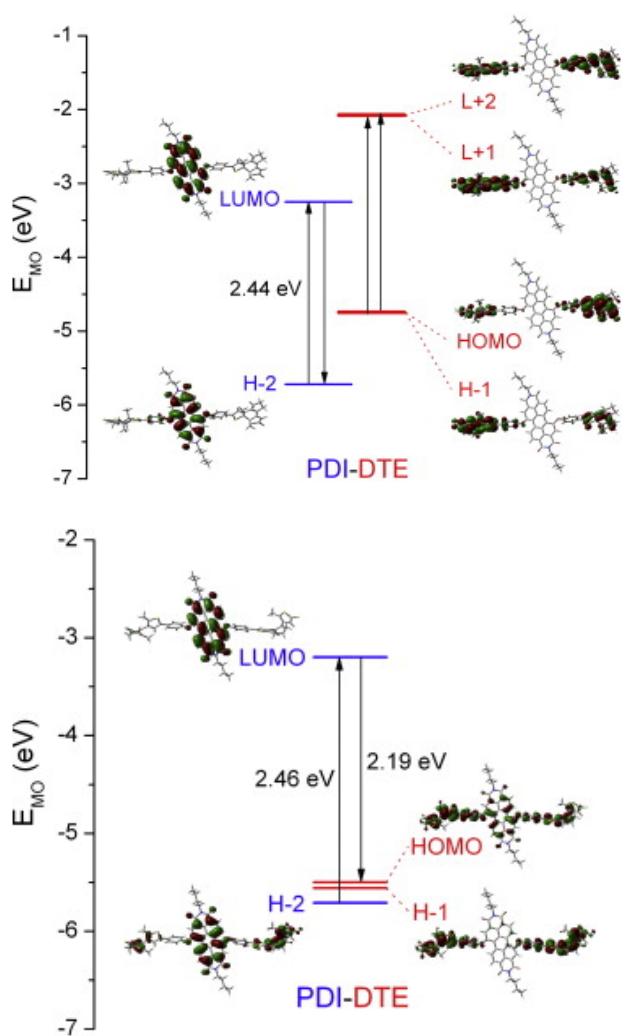 -1
-2
-3
-4
-5
-6
-7
E_MO (eV)
L+2
L+1
LUMO
2.44 eV
HOMO
H-2
H-1
PDI-DTE
-2
-3
-4
-5
-6
-7
E_MO (eV)
LUMO
2.46 eV
2.19 eV
HOMO
H-2
H-1
PDI-DTE